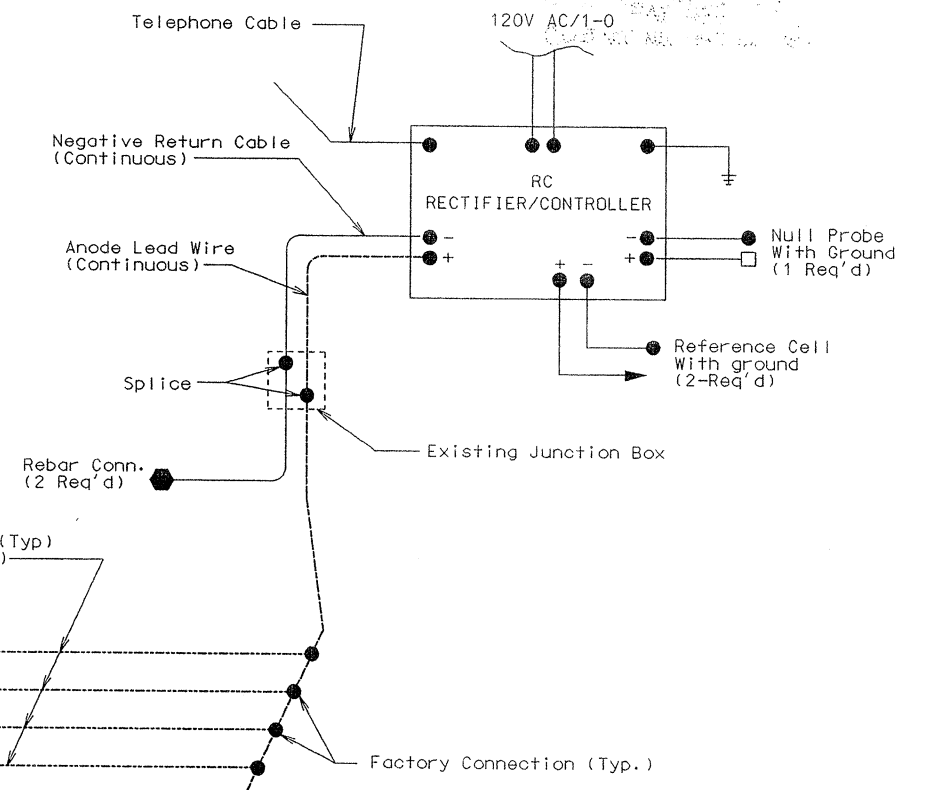 Telephone Cable
120V AC/1-0
Negative Return Cable
(Continuous)
RC
RECTIFIER/CONTROLLER
Anode Lead Wire
(Continuous)
-
+
+ -
-
+
Null Probe
With Ground
(1 Req'd)
Reference Cell
With ground
(2-Req'd)
Splice
Existing Junction Box
Rebar Conn.
(2 Req'd)
(Typ)
)
Factory Connection (Typ.)